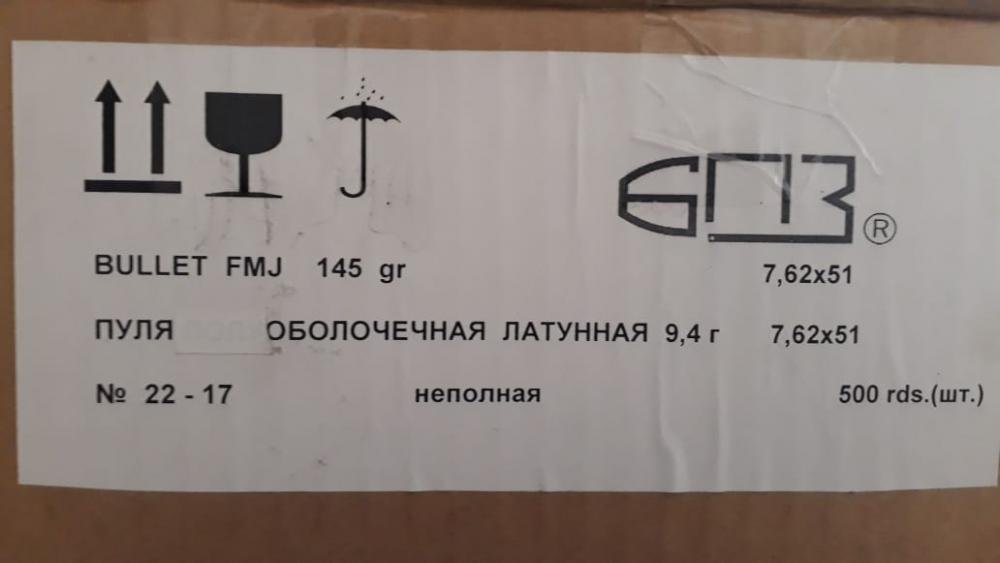 БПЗ ®
BULLET FMJ 145 gr 7,62x51
ПУЛЯ ОБОЛОЧЕЧНАЯ ЛАТУННАЯ 9,4 г 7,62x51
№ 22 - 17 неполная 500 rds.(шт.)